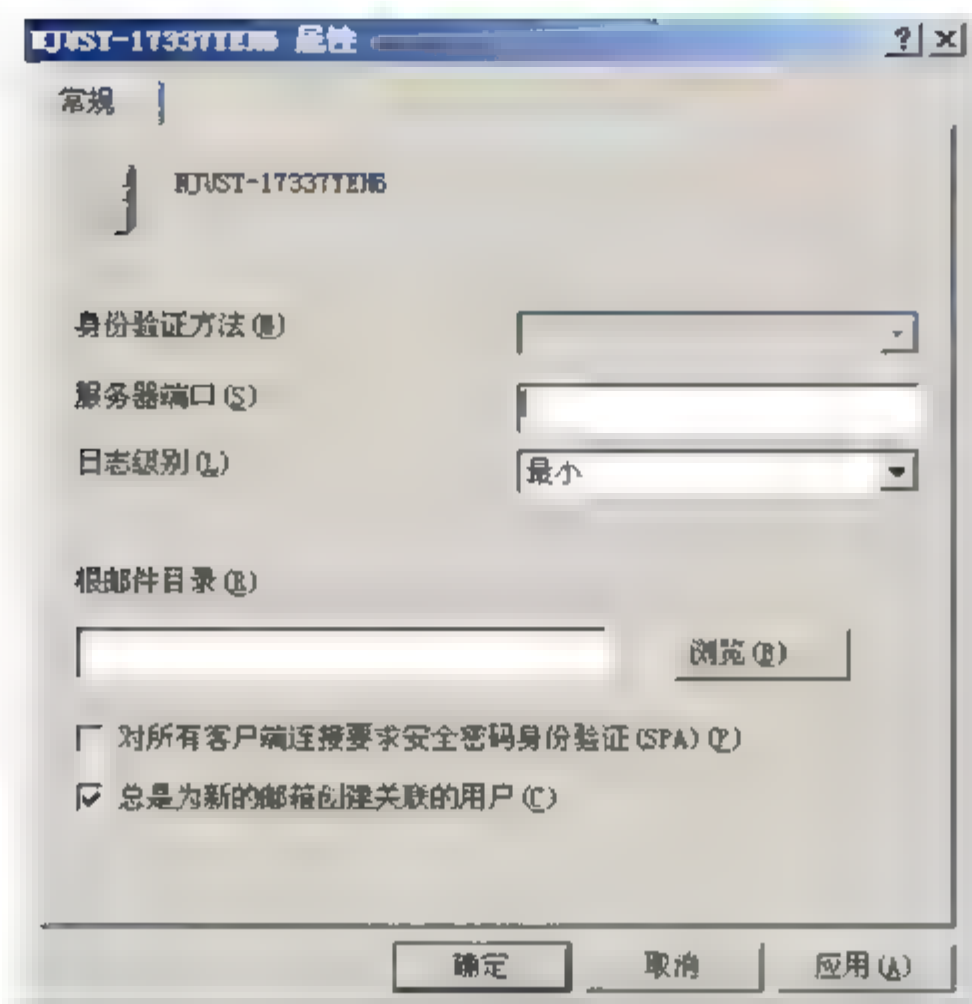 NJVST-17337TEM6 属性
常规
NJVST-17337TEM6
身份验证方法(M)
服务器端口(S)
日志级别(L)
最小
根邮件目录(R)
浏览(B)
对所有客户端连接要求安全密码身份验证(SPA)(P)
总是为新的邮箱创建关联的用户(C)
确定
取消
应用(A)